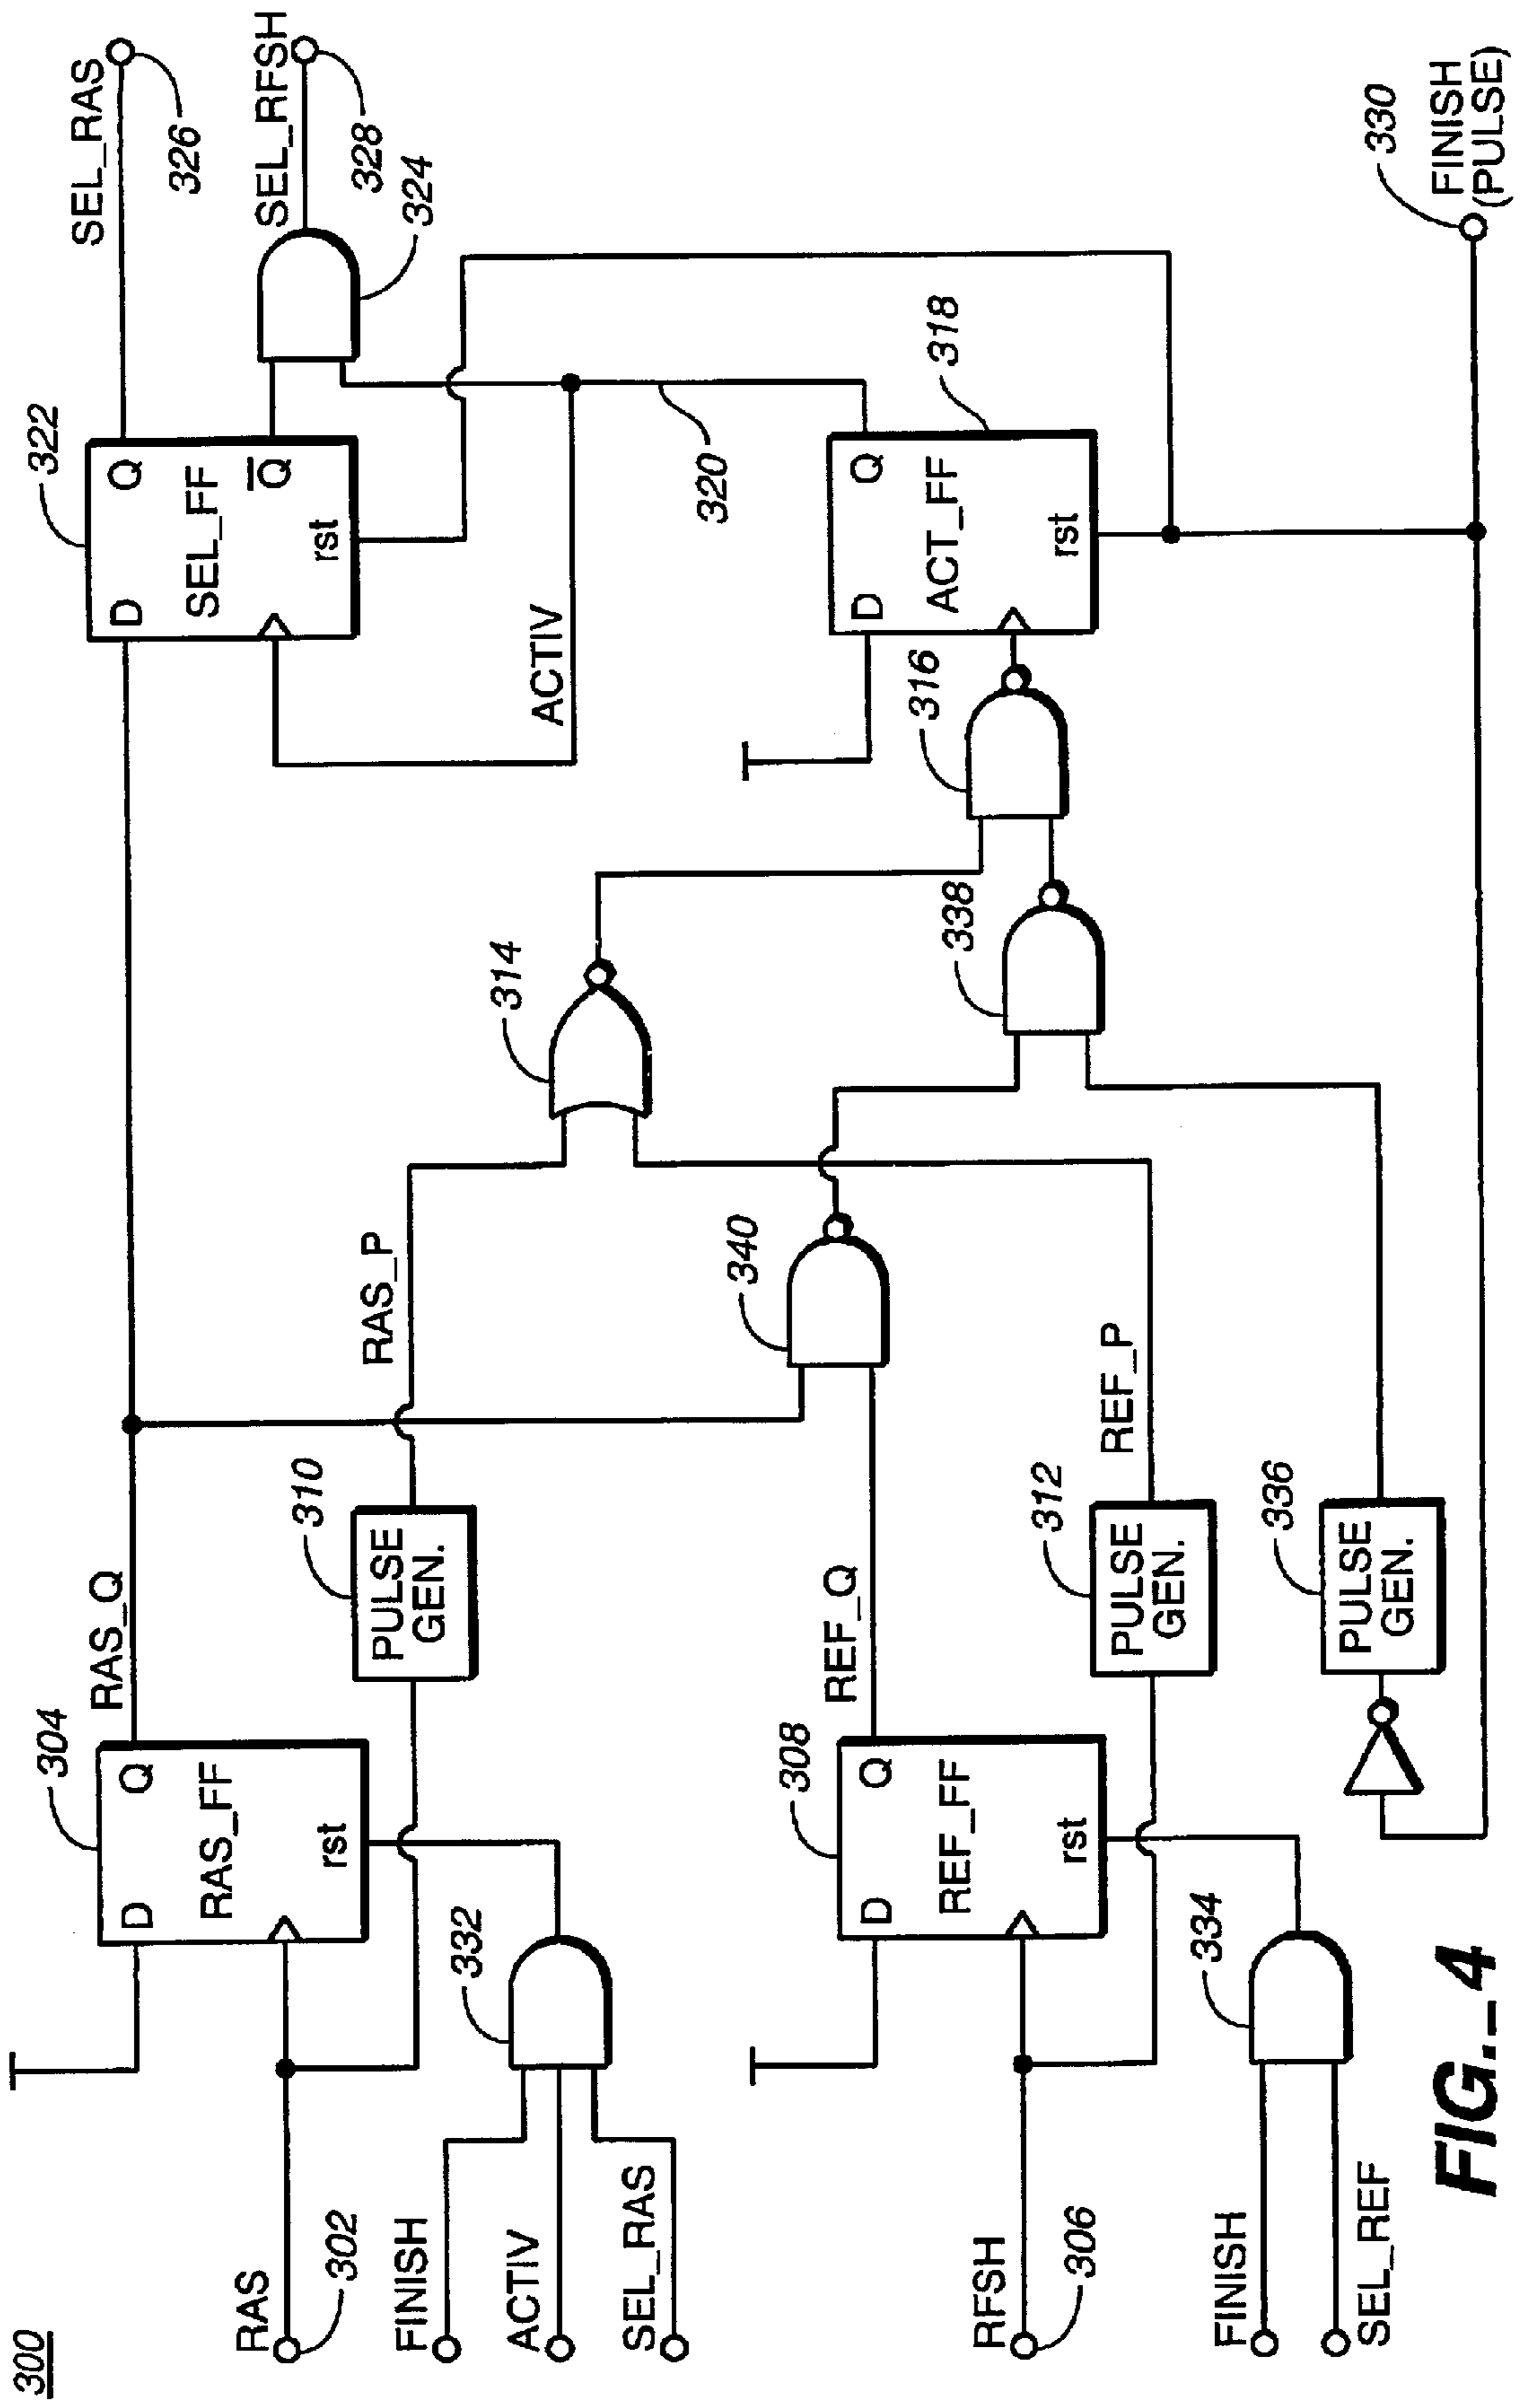 300
RAS
302
FINISH
ACTIV
SEL_RAS
332
D
Q
RAS_FF
rst
304
RAS_Q
310
PULSE
GEN.
RAS_P
314
322
D
Q
SEL_FF
Q
rst
SEL_RAS
326
SEL_RFSH
328
324
ACTIV
320
RFSH
306
FINISH
SEL_REF
334
308
D
Q
REF_FF
rst
REF_Q
340
312
PULSE
GEN.
REF_P
336
PULSE
GEN.
338
316
D
Q
ACT_FF
rst
318
330
FINISH
(PULSE)
FIG._4